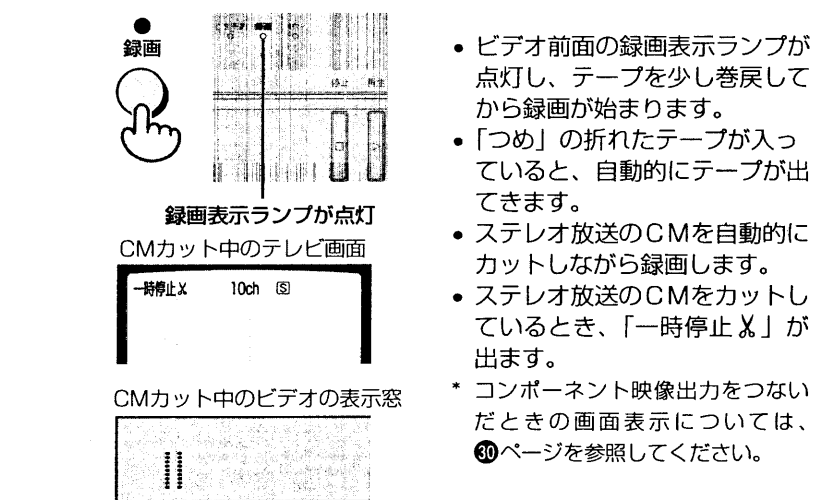 録画
停止 再生
録画表示ランプが点灯
CMカット中のテレビ画面
一時停止 10ch S
CMカット中のビデオの表示窓
• ビデオ前面の録画表示ランプが
点灯し、テープを少し巻戻して
から録画が始まります。
• 「つめ」の折れたテープが入っ
ていると、自動的にテープが出
てきます。
• ステレオ放送のCMを自動的に
カットしながら録画します。
• ステレオ放送のCMをカットし
ているとき、「一時停止✂」が
出ます。
* コンポーネント映像出力をつない
だときの画面表示については、
30ページを参照してください。